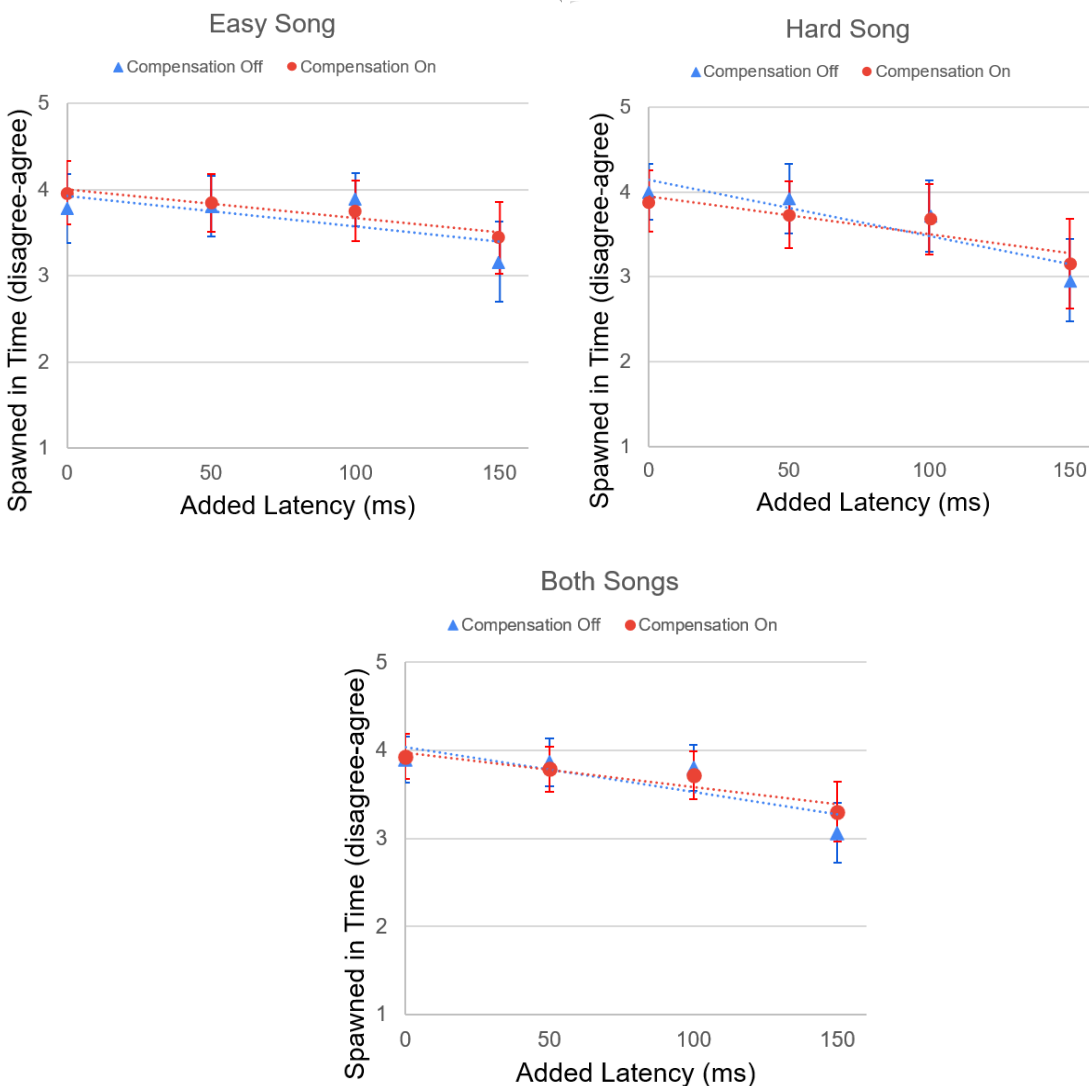 Easy Song
Compensation Off Compensation On
Spawned in Time (disagree-agree)
5
4
3
2
1
0 50 100 150
Added Latency (ms)
Hard Song
Compensation Off Compensation On
Spawned in Time (disagree-agree)
5
4
3
2
1
0 50 100 150
Added Latency (ms)
Both Songs
Compensation Off Compensation On
Spawned in Time (disagree-agree)
5
4
3
2
1
0 50 100 150
Added Latency (ms)